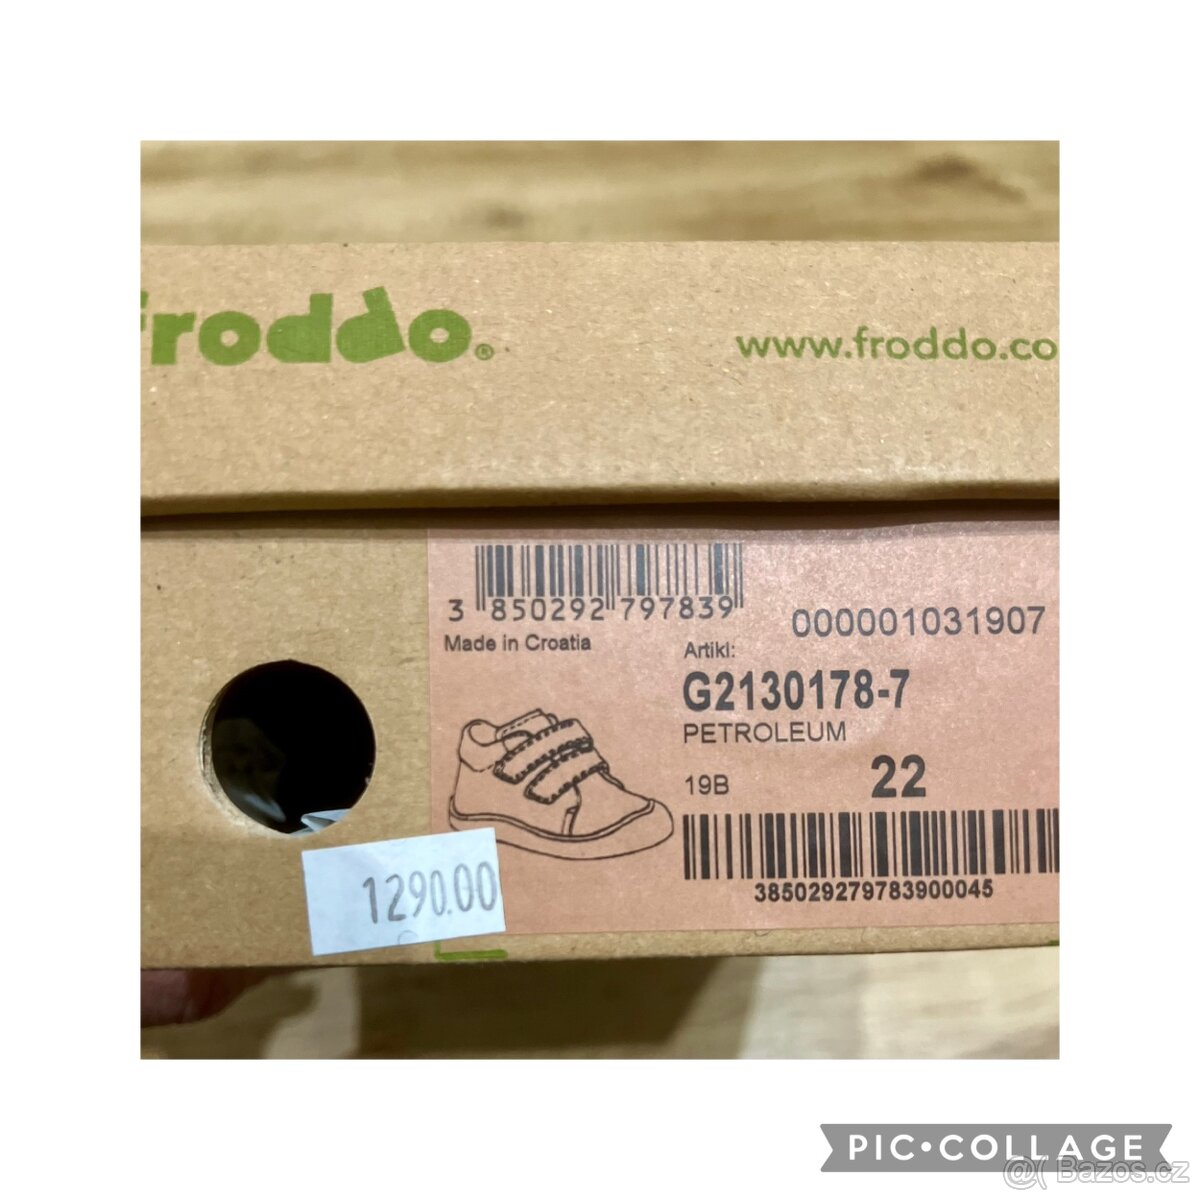 froddo®
www.froddo.co
3 850292 797839
Made in Croatia
000001031907
Artikl:
G2130178-7
PETROLEUM
19B
22
385029279783900045
1290.00
PIC•COLLAGE
@( Bazos.cz